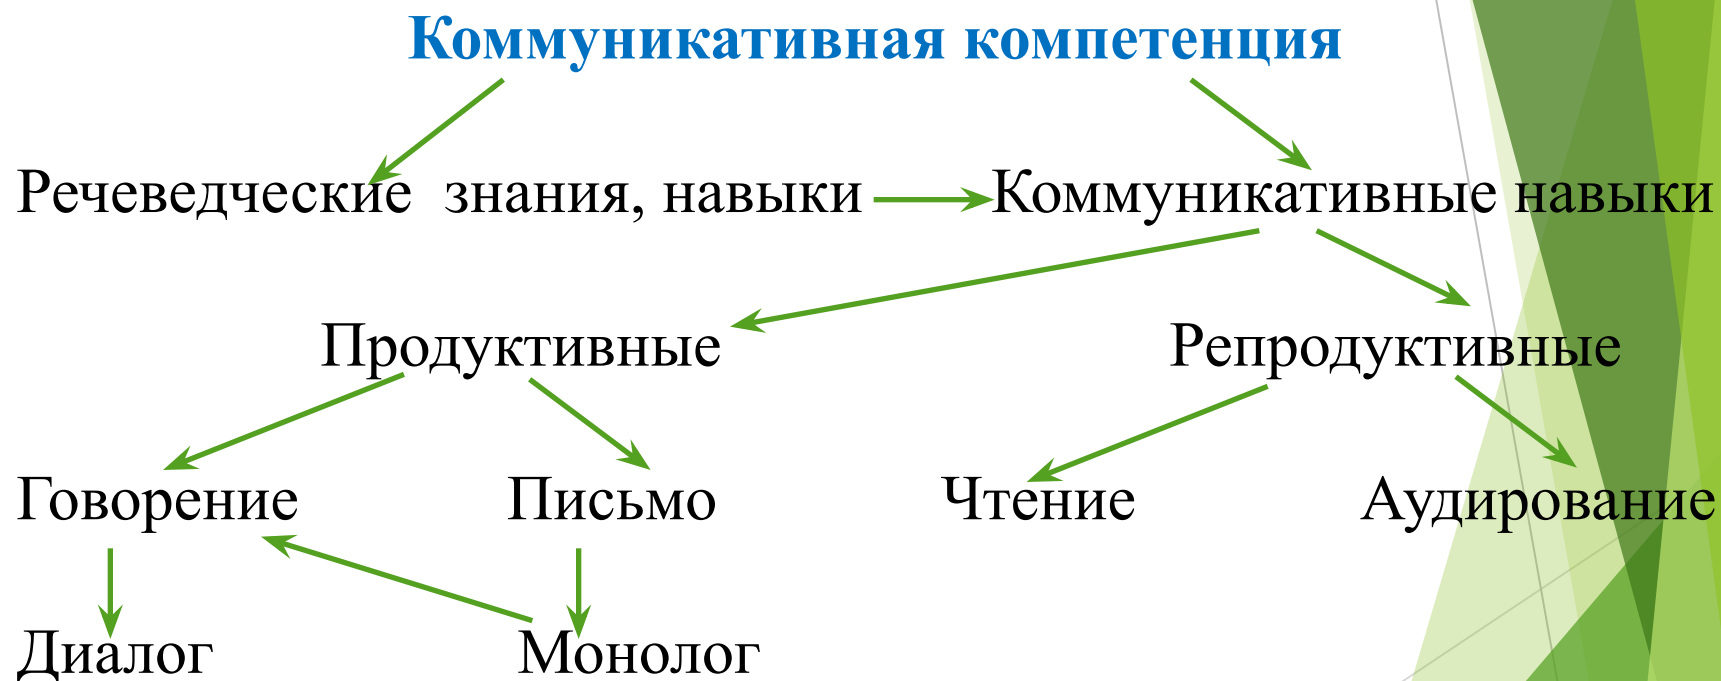 Коммуникативная компетенция
Речеведческие знания, навыки Коммуникативные навыки
Продуктивные Репродуктивные
Говорение Письмо Чтение Аудирование
Диалог Монолог